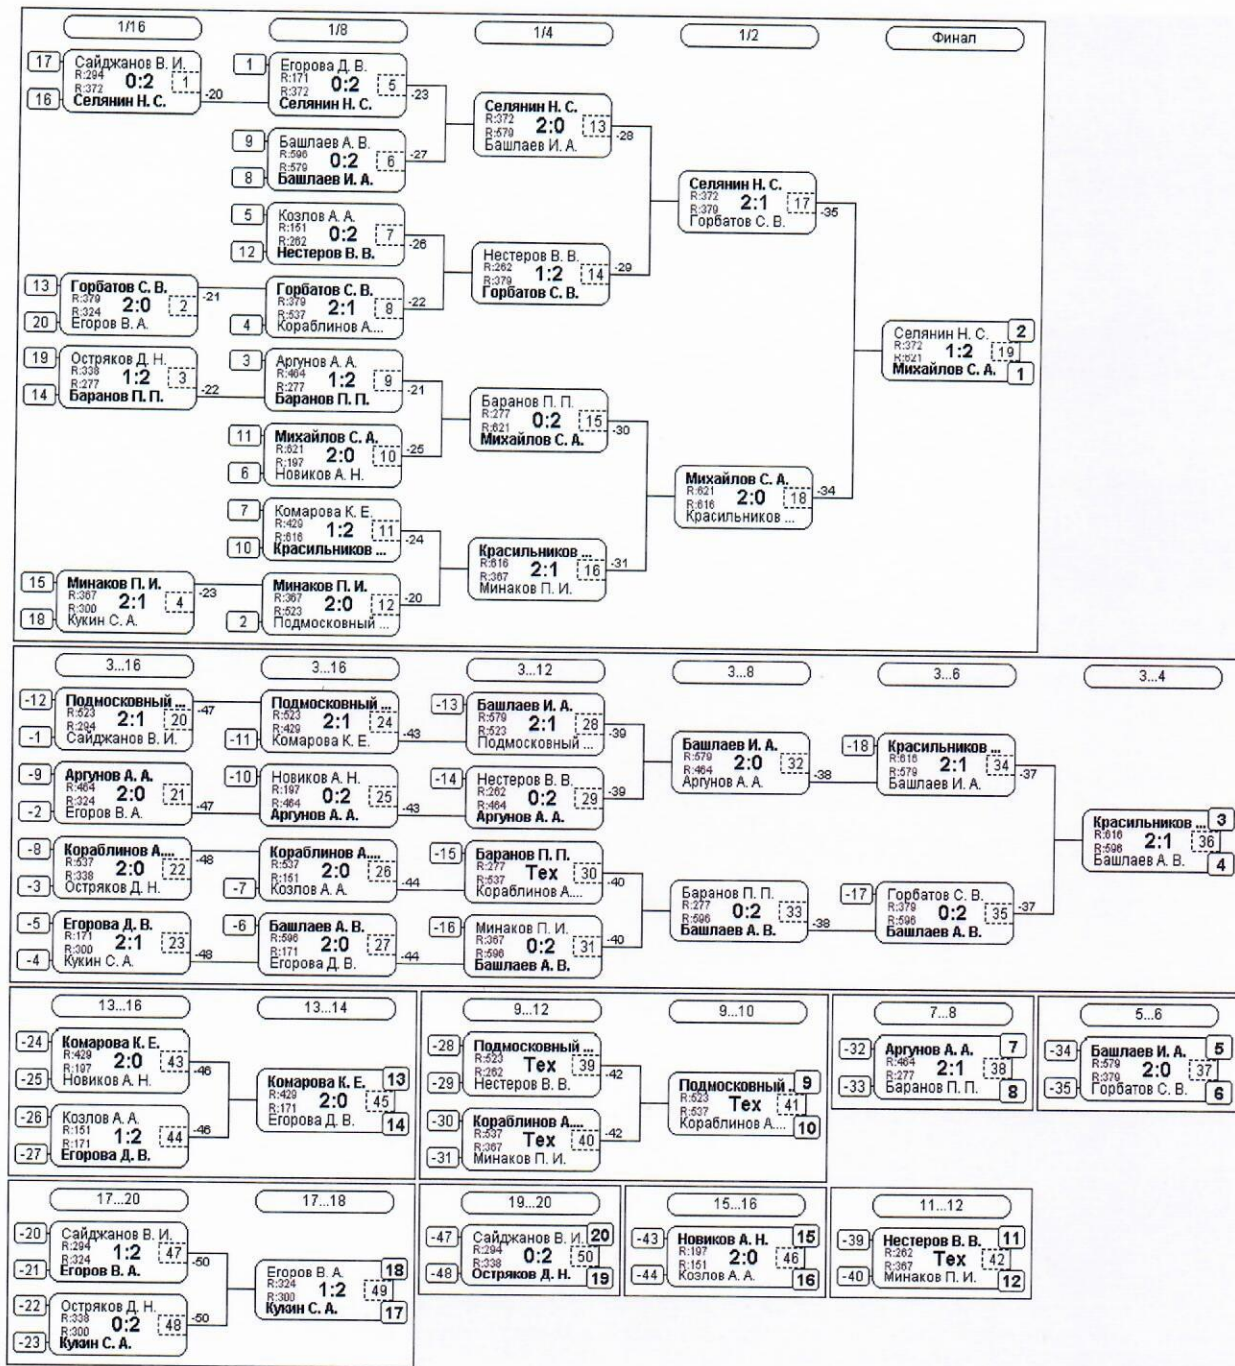 1/16
1/8
1/4
1/2
Финал
17 Сайджанов В. И.
R:294 0:2 1
R:372
16 Селянин Н. С.
-20
13 Горбатов С. В.
R:379 2:0 2
R:324
20 Егоров В. А.
-21
19 Остряков Д. Н.
R:338 1:2 3
R:277
14 Баранов П. П.
-22
15 Минаков П. И.
R:367 2:1 4
R:300
18 Кукин С. А.
-23
1 Егорова Д. В.
R:171 0:2 5
R:372
Селянин Н. С.
-23
9 Башлаев А. В.
R:596 0:2 6
R:579
8 Башлаев И. А.
-27
5 Козлов А. А.
R:151 0:2 7
R:262
12 Нестеров В. В.
-26
Горбатов С. В.
R:379 2:1 8
R:537
4 Кораблинов А....
-22
3 Аргунов А. А.
R:464 1:2 9
R:277
Баранов П. П.
-21
11 Михайлов С. А.
R:621 2:0 10
R:197
6 Новиков А. Н.
-25
7 Комарова К. Е.
R:429 1:2 11
R:616
10 Красильников ...
-24
Минаков П. И.
R:367 2:0 12
R:523
2 Подмосковный ...
-20
Селянин Н. С.
R:372 2:0 13
R:579
Башлаев И. А.
-28
Нестеров В. В.
R:262 1:2 14
R:379
Горбатов С. В.
-29
Баранов П. П.
R:277 0:2 15
R:621
Михайлов С. А.
-30
Красильников ...
R:616 2:1 16
R:367
Минаков П. И.
-31
Селянин Н. С.
R:372 2:1 17
R:379
Горбатов С. В.
-35
Михайлов С. А.
R:621 2:0 18
R:616
Красильников ...
-34
Селянин Н. С. 2
R:372 1:2 19
R:621
Михайлов С. А. 1
3...16
3...16
3...12
3...8
3...6
3...4
-12 Подмосковный ...
R:523 2:1 20
R:294
-1 Сайджанов В. И.
-47
-9 Аргунов А. А.
R:464 2:0 21
R:324
-2 Егоров В. А.
-47
-8 Кораблинов А....
R:537 2:0 22
R:338
-3 Остряков Д. Н.
-48
-5 Егорова Д. В.
R:171 2:1 23
R:300
-4 Кукин С. А.
-48
Подмосковный ...
R:523 2:1 24
R:429
-11 Комарова К. Е.
-43
-10 Новиков А. Н.
R:197 0:2 25
R:464
Аргунов А. А.
-43
Кораблинов А....
R:537 2:0 26
R:151
-7 Козлов А. А.
-44
-6 Башлаев А. В.
R:596 2:0 27
R:171
Егорова Д. В.
-44
-13 Башлаев И. А.
R:579 2:1 28
R:523
Подмосковный ...
-39
-14 Нестеров В. В.
R:262 0:2 29
R:464
Аргунов А. А.
-39
-15 Баранов П. П.
R:277 Тех 30
R:537
Кораблинов А....
-40
-16 Минаков П. И.
R:367 0:2 31
R:596
Башлаев А. В.
-40
Башлаев И. А.
R:579 2:0 32
R:464
Аргунов А. А.
-38
Баранов П. П.
R:277 0:2 33
R:596
Башлаев А. В.
-38
-18 Красильников ...
R:616 2:1 34
R:579
Башлаев И. А.
-37
-17 Горбатов С. В.
R:379 0:2 35
R:596
Башлаев А. В.
-37
Красильников ... 3
R:616 2:1 36
R:596
Башлаев А. В. 4
13...16
13...14
-24 Комарова К. Е.
R:429 2:0 43
R:197
-25 Новиков А. Н.
-46
-26 Козлов А. А.
R:151 1:2 44
R:171
-27 Егорова Д. В.
-46
Комарова К. Е. 13
R:429 2:0 45
R:171
Егорова Д. В. 14
9...12
9...10
-28 Подмосковный ...
R:523 Тех 39
R:262
-29 Нестеров В. В.
-42
-30 Кораблинов А....
R:537 Тех 40
R:367
-31 Минаков П. И.
-42
Подмосковный ... 9
R:523 Тех 41
R:537
Кораблинов А.... 10
7...8
-32 Аргунов А. А. 7
R:464 2:1 38
R:277
-33 Баранов П. П. 8
5...6
-34 Башлаев И. А. 5
R:579 2:0 37
R:379
-35 Горбатов С. В. 6
17...20
17...18
-20 Сайджанов В. И.
R:294 1:2 47
R:324
-21 Егоров В. А.
-50
-22 Остряков Д. Н.
R:338 0:2 48
R:300
-23 Кукин С. А.
-50
Егоров В. А. 18
R:324 1:2 49
R:300
Кукин С. А. 17
19...20
-47 Сайджанов В. И. 20
R:294 0:2 50
R:338
-48 Остряков Д. Н. 19
15...16
-43 Новиков А. Н. 15
R:197 2:0 46
R:151
-44 Козлов А. А. 16
11...12
-39 Нестеров В. В. 11
R:262 Тех 42
R:367
-40 Минаков П. И. 12